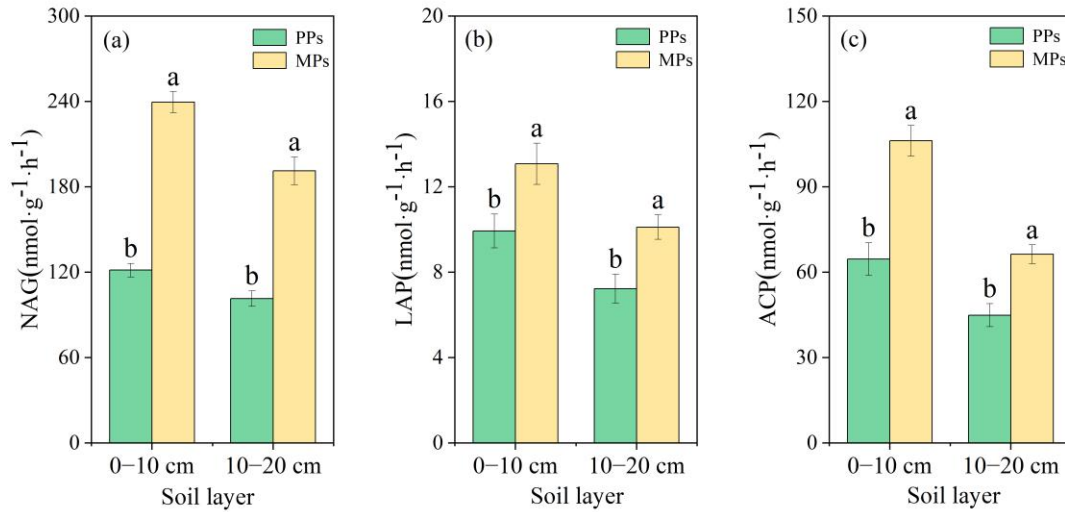 (a)
PPs
MPs
NAG(nmol·g⁻¹·h⁻¹)
300
240
180
120
60
0
a
b
a
b
0−10 cm
10−20 cm
Soil layer
(b)
PPs
MPs
LAP(nmol·g⁻¹·h⁻¹)
20
16
12
8
4
0
b
a
b
a
0−10 cm
10−20 cm
Soil layer
(c)
PPs
MPs
ACP(nmol·g⁻¹·h⁻¹)
150
120
90
60
30
0
b
a
b
a
0−10 cm
10−20 cm
Soil layer